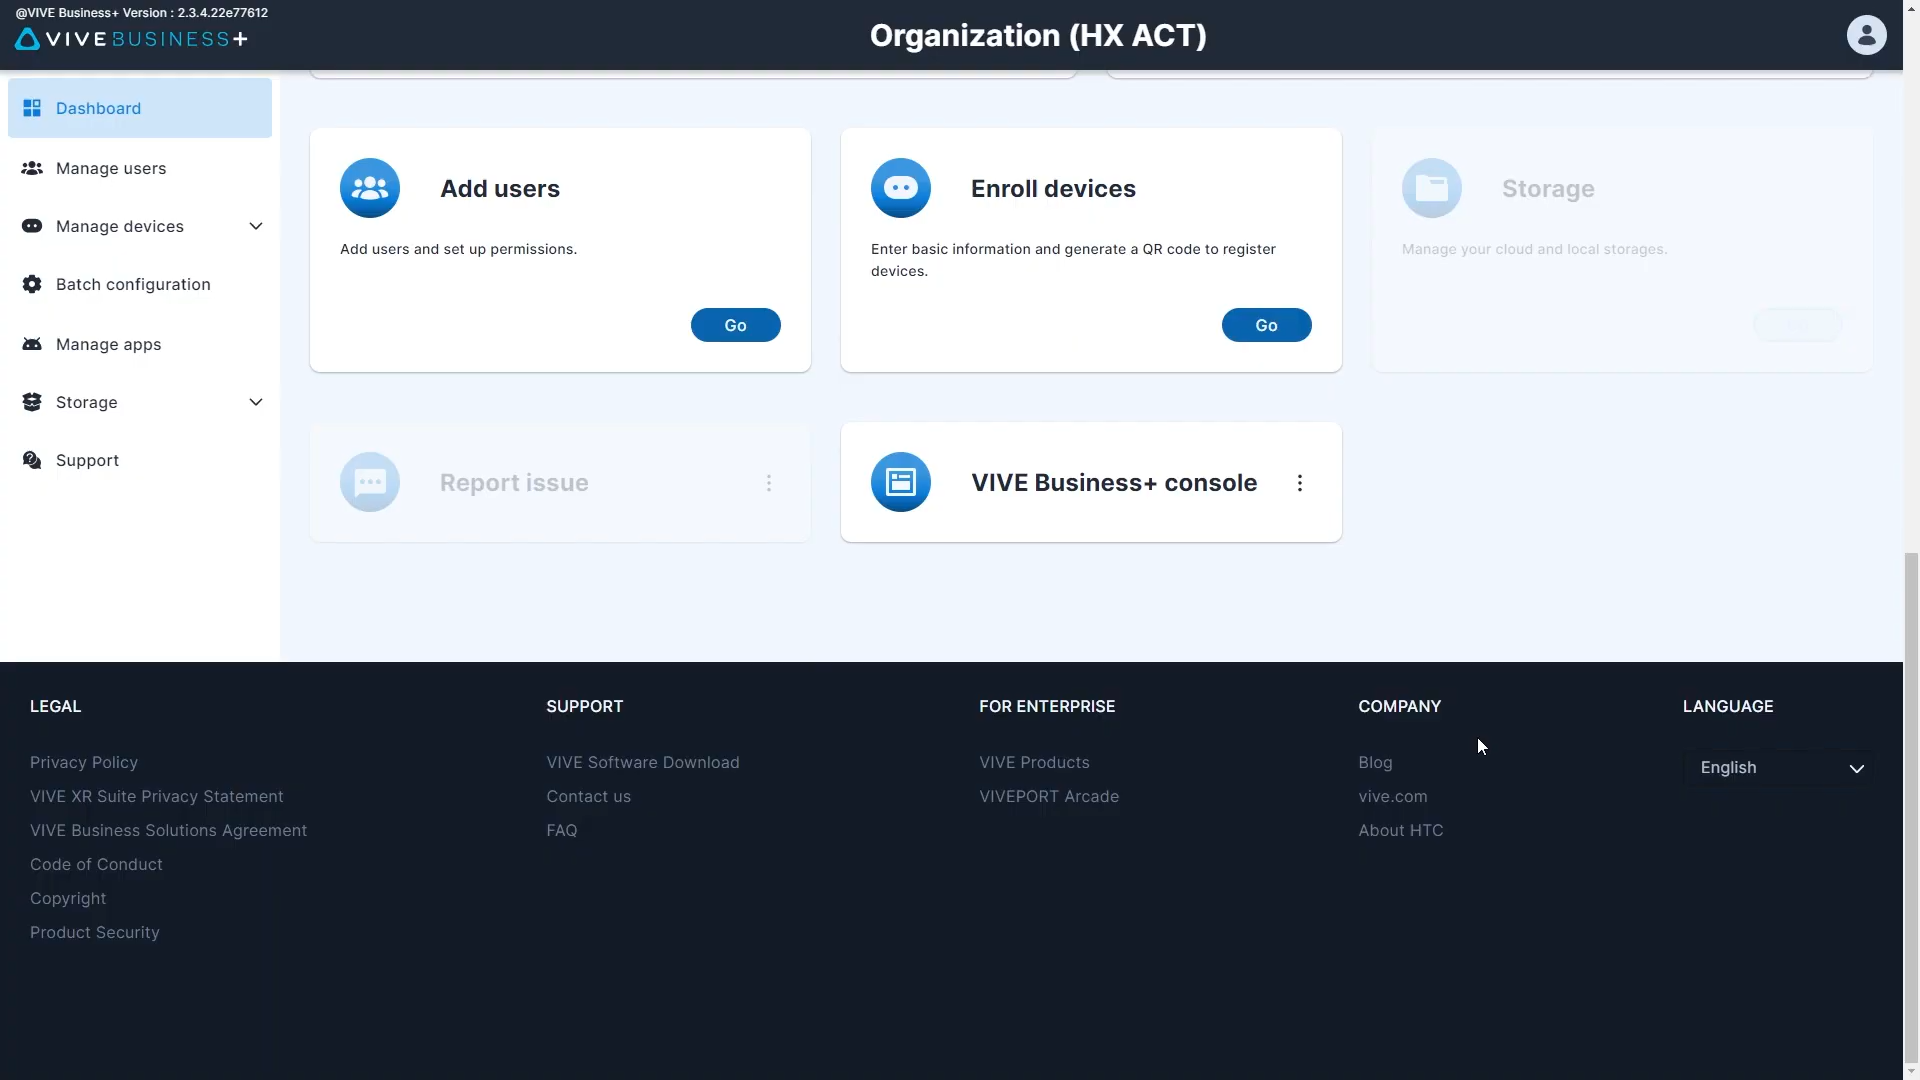 @VIVE Business+ Version : 2.3.4.22e77612
VIVE BUSINESS+
Organization (HX ACT)
Dashboard
Manage users
Manage devices
Batch configuration
Manage apps
Storage
Support
Add users
Add users and set up permissions.
Go
Enroll devices
Enter basic information and generate a QR code to register
devices.
Go
Storage
Manage your cloud and local storages.
Report issue
VIVE Business+ console
LEGAL
Privacy Policy
VIVE XR Suite Privacy Statement
VIVE Business Solutions Agreement
Code of Conduct
Copyright
Product Security
SUPPORT
VIVE Software Download
Contact us
FAQ
FOR ENTERPRISE
VIVE Products
VIVEPORT Arcade
COMPANY
Blog
vive.com
About HTC
LANGUAGE
English